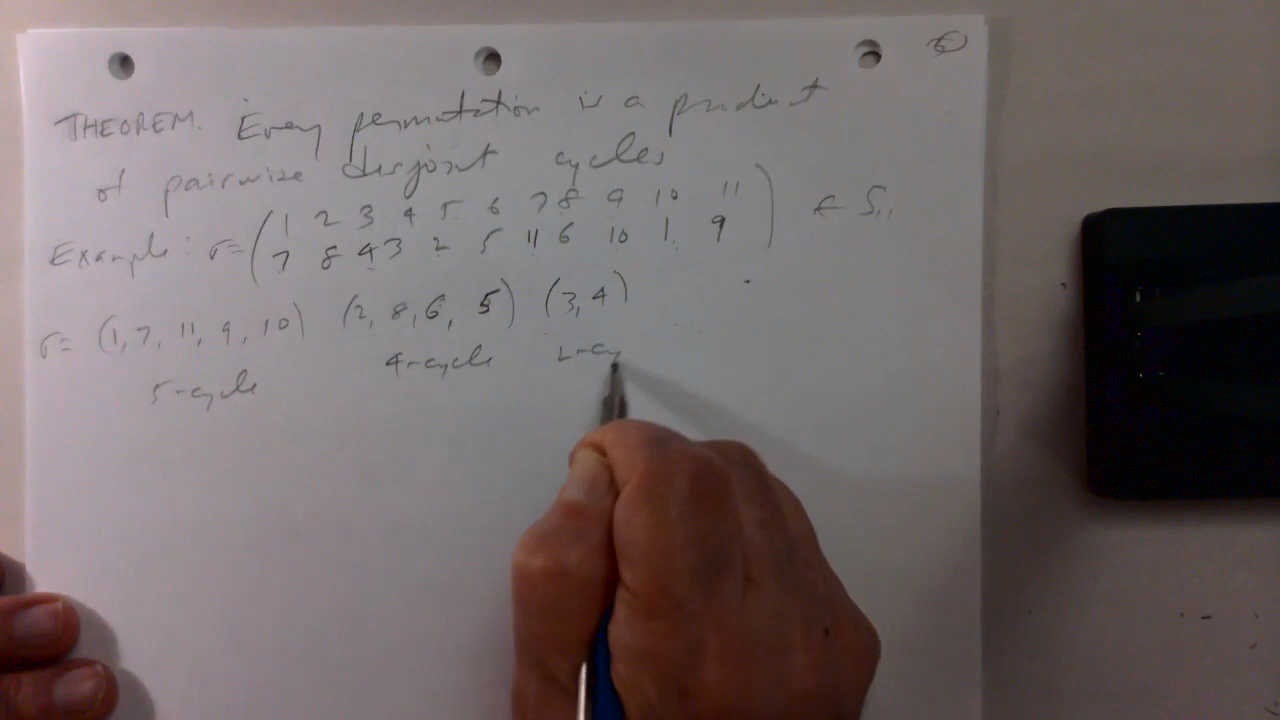 6
THEOREM. Every permutation is a product
of pairwise disjoint cycles
Example: σ = ( 1 2 3 4 5 6 7 8 9 10 11 ) ∈ S₁₁
7 8 4 3 2 5 11 6 10 1 9
σ = (1, 7, 11, 9, 10) (2, 8, 6, 5) (3, 4)
5-cycle 4-cycle 2-cy